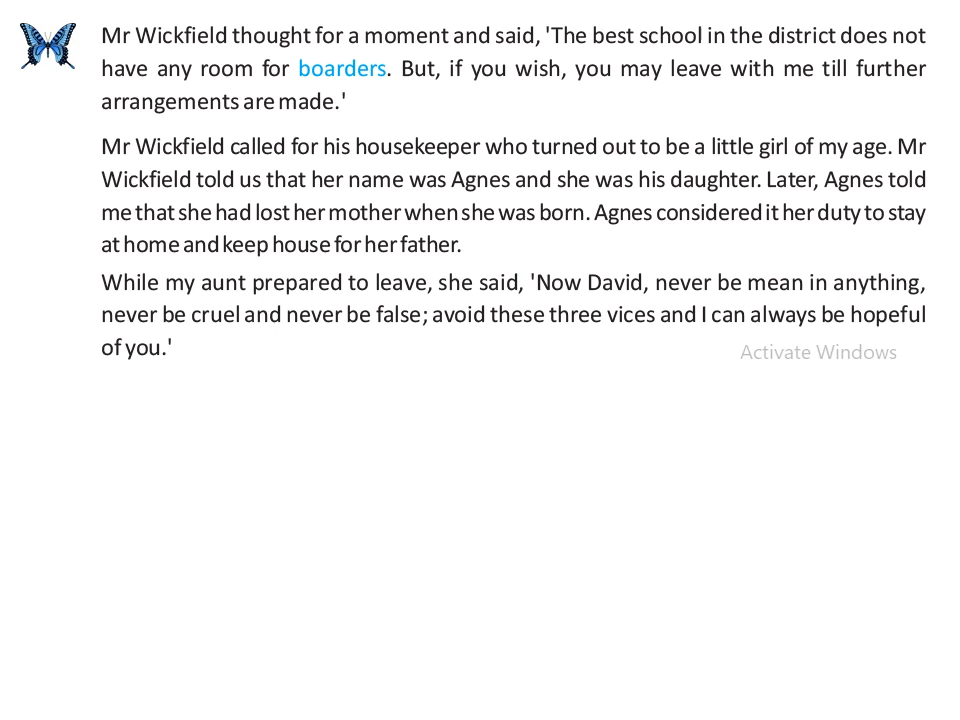 Mr Wickfield thought for a moment and said, 'The best school in the district does not
have any room for boarders. But, if you wish, you may leave with me till further
arrangements are made.'
Mr Wickfield called for his housekeeper who turned out to be a little girl of my age. Mr
Wickfield told us that her name was Agnes and she was his daughter. Later, Agnes told
me that she had lost her mother when she was born. Agnes considered it her duty to stay
at home and keep house for her father.
While my aunt prepared to leave, she said, 'Now David, never be mean in anything,
never be cruel and never be false; avoid these three vices and I can always be hopeful
of you.'
Activate Windows